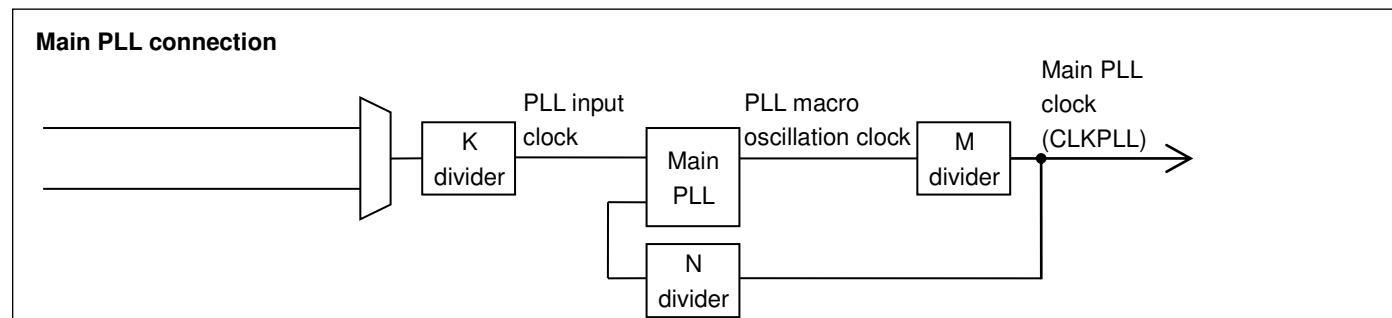 Main PLL connection
K
divider
PLL input
clock
Main
PLL
PLL macro
oscillation clock
M
divider
Main PLL
clock
(CLKPLL)
N
divider